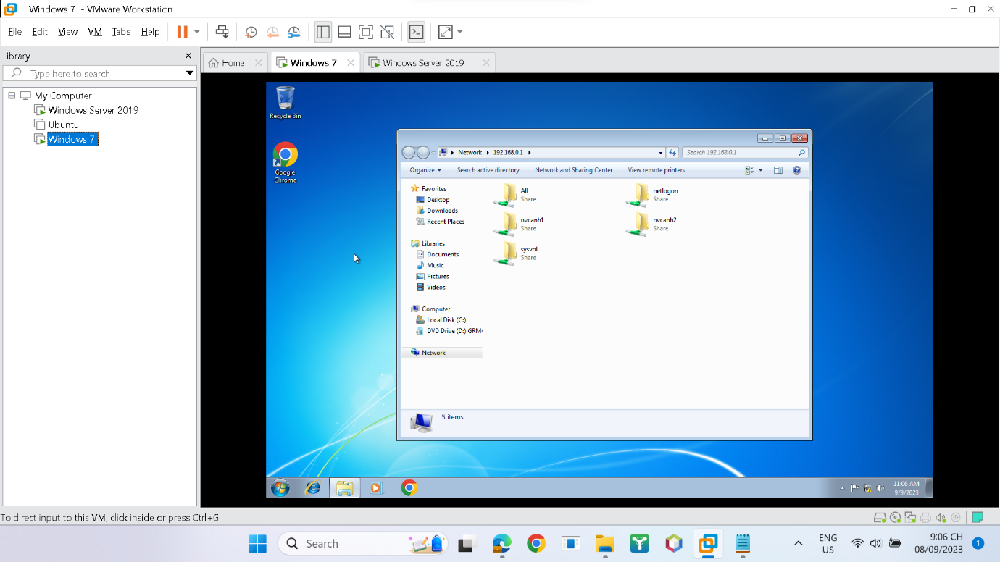 Windows 7 - VMware Workstation
File Edit View VM Tabs Help
Library
Type here to search
My Computer
Windows Server 2019
Ubuntu
Windows 7
Home
Windows 7
Windows Server 2019
Recycle Bin
Google
Chrome
Network 192.168.0.1
Search 192.168.0.1
Organize Search active directory Network and Sharing Center View remote printers
Favorites
Desktop
Downloads
Recent Places
Libraries
Documents
Music
Pictures
Videos
Computer
Local Disk (C:)
DVD Drive (D:) GRMC
Network
All
Share
netlogon
Share
nvcanh1
Share
nvcanh2
Share
sysvol
Share
5 items
11:06 AM
9/9/2023
To direct input to this VM, click inside or press Ctrl+G.
Search
ENG
US
9:06 CH
08/09/2023
1